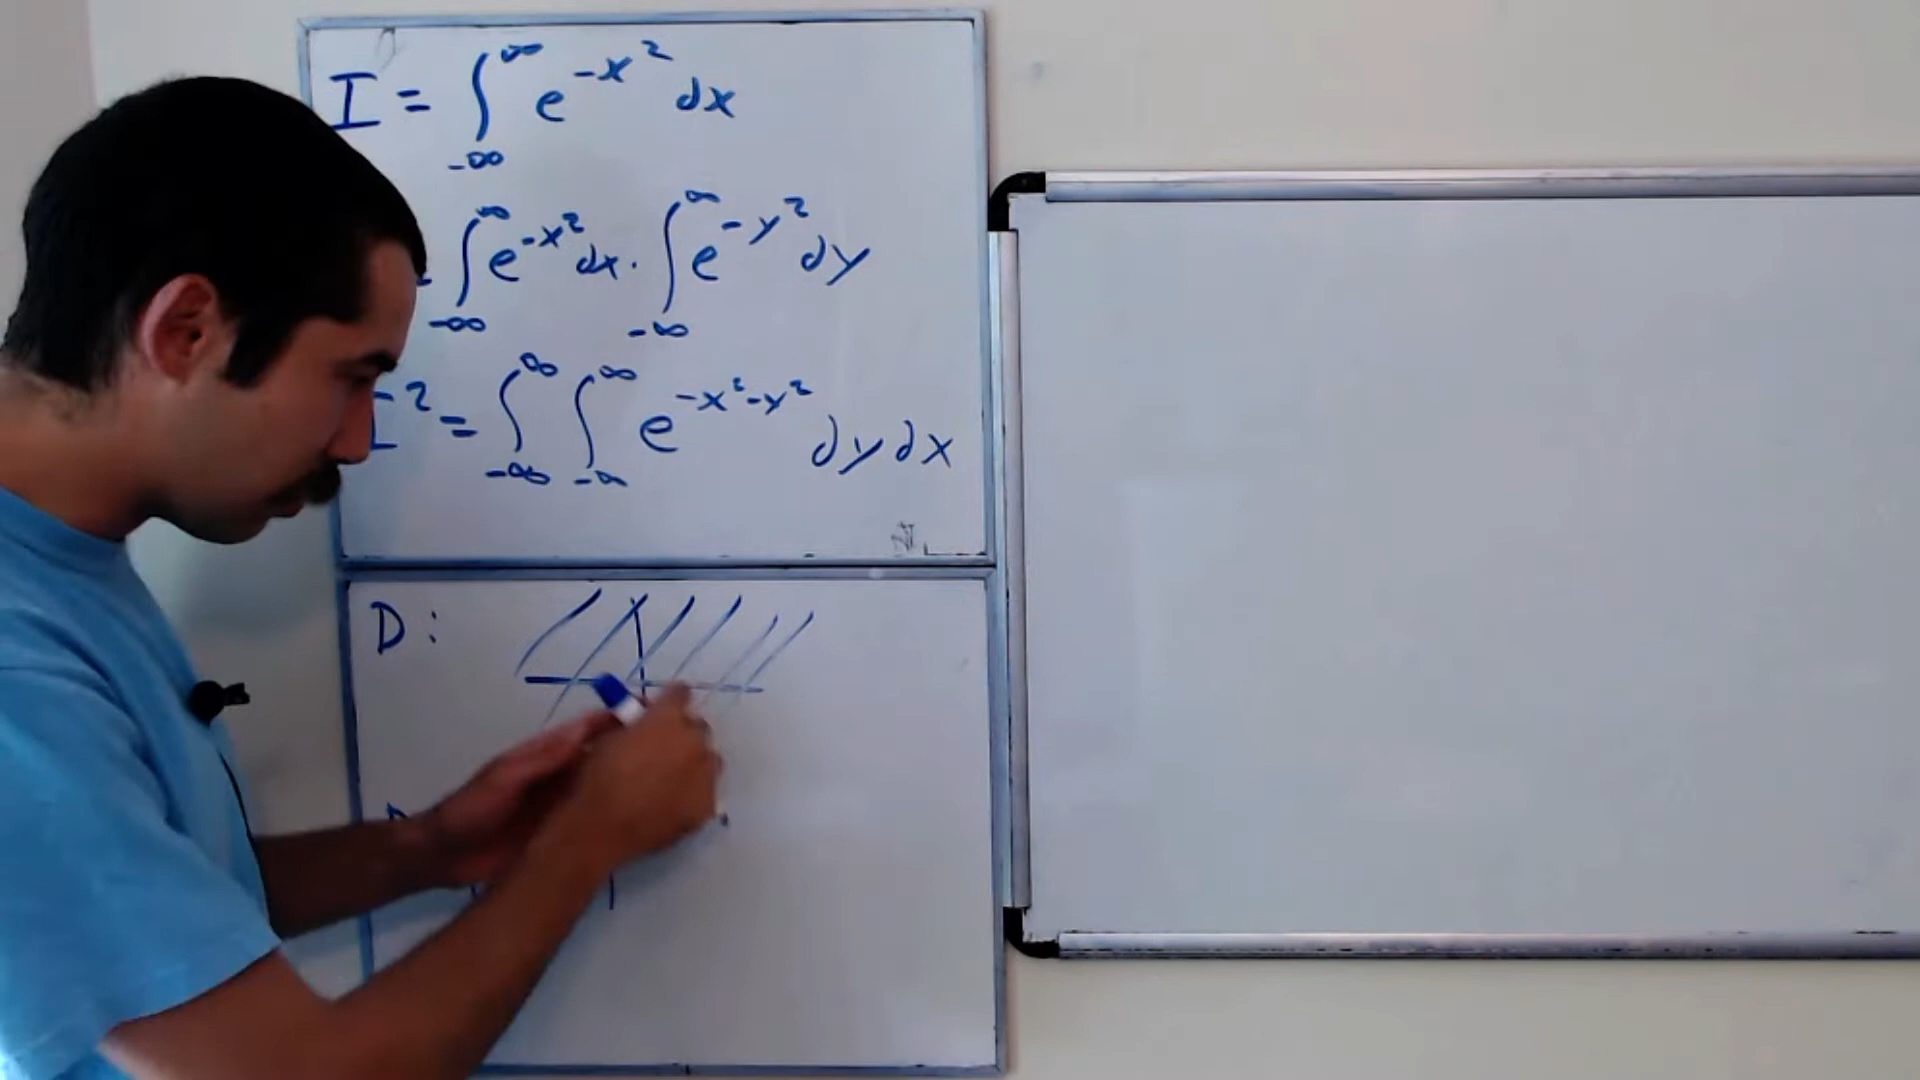 I = ∫_{-∞}^{∞} e^{-x²} dx
∫_{-∞}^{∞} e^{-x²} dx · ∫_{-∞}^{∞} e^{-y²} dy
I² = ∫_{-∞}^{∞} ∫_{-∞}^{∞} e^{-x²-y²} dy dx
D :